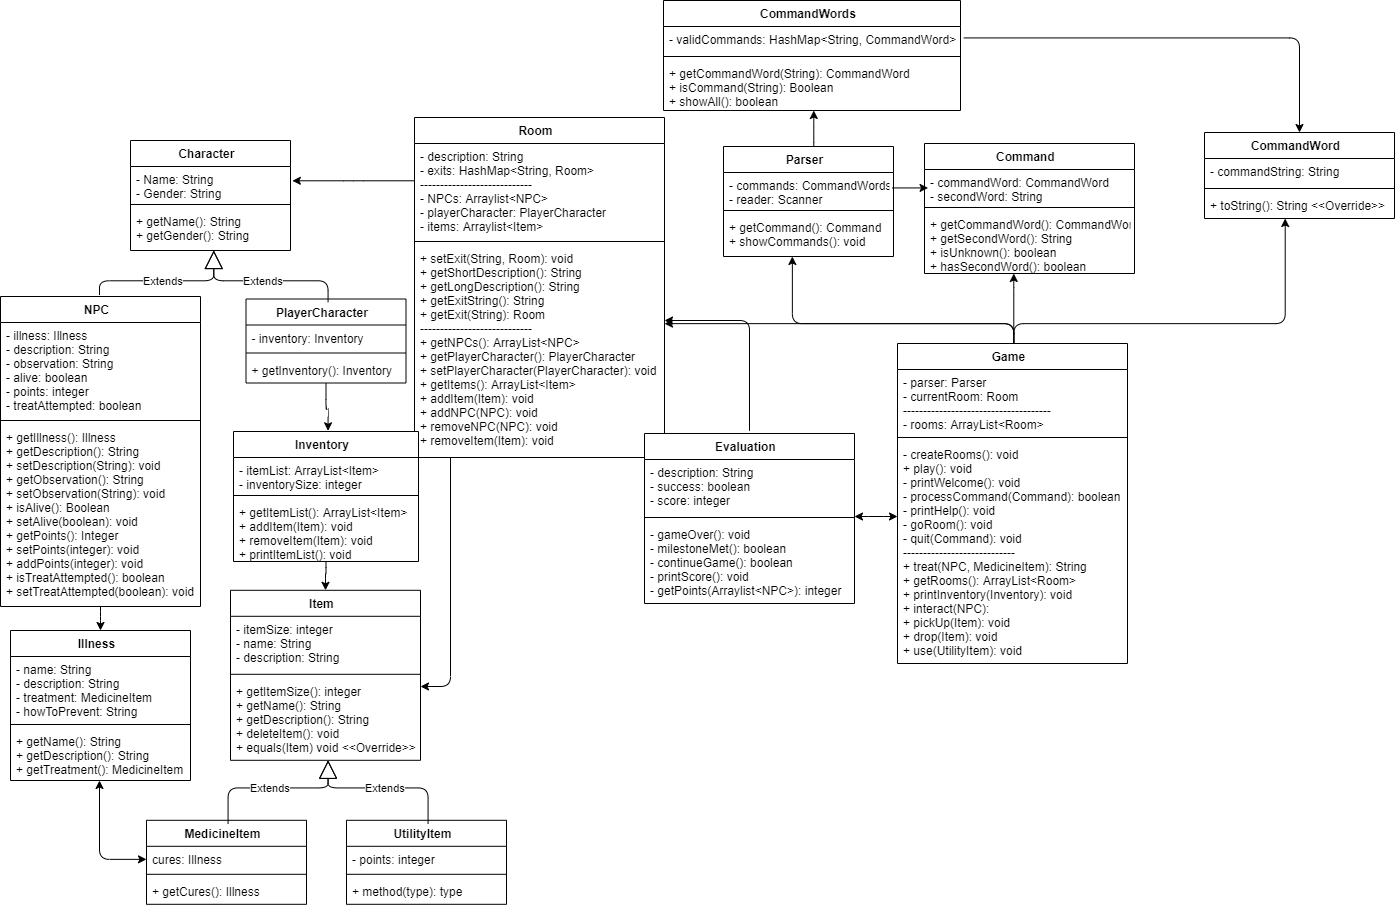 CommandWords
- validCommands: HashMap<String, CommandWord>
+ getCommandWord(String): CommandWord
+ isCommand(String): Boolean
+ showAll(): boolean
Room
- description: String
- exits: HashMap<String, Room>
----------------------------
- NPCs: Arraylist<NPC>
- playerCharacter: PlayerCharacter
- items: Arraylist<Item>
+ setExit(String, Room): void
+ getShortDescription(): String
+ getLongDescription(): String
+ getExitString(): String
+ getExit(String): Room
----------------------------
+ getNPCs(): ArrayList<NPC>
+ getPlayerCharacter(): PlayerCharacter
+ setPlayerCharacter(PlayerCharacter): void
+ getItems(): ArrayList<Item>
+ addItem(Item): void
+ addNPC(NPC): void
+ removeNPC(NPC): void
+ removeItem(Item): void
Character
- Name: String
- Gender: String
+ getName(): String
+ getGender(): String
Parser
- commands: CommandWords
- reader: Scanner
+ getCommand(): Command
+ showCommands(): void
Command
- commandWord: CommandWord
- secondWord: String
+ getCommandWord(): CommandWor
+ getSecondWord(): String
+ isUnknown(): boolean
+ hasSecondWord(): boolean
CommandWord
- commandString: String
+ toString(): String <<Override>>
Extends
Extends
NPC
- illness: Illness
- description: String
- observation: String
- alive: boolean
- points: integer
- treatAttempted: boolean
+ getIllness(): Illness
+ getDescription(): String
+ setDescription(String): void
+ getObservation(): String
+ setObservation(String): void
+ isAlive(): Boolean
+ setAlive(boolean): void
+ getPoints(): Integer
+ setPoints(integer): void
+ addPoints(integer): void
+ isTreatAttempted(): boolean
+ setTreatAttempted(boolean): void
PlayerCharacter
- inventory: Inventory
+ getInventory(): Inventory
Inventory
- itemList: ArrayList<Item>
- inventorySize: integer
+ getItemList(): ArrayList<Item>
+ addItem(Item): void
+ removeItem(Item): void
+ printItemList(): void
Evaluation
- description: String
- success: boolean
- score: integer
- gameOver(): void
- milestoneMet(): boolean
- continueGame(): boolean
- printScore(): void
- getPoints(Arraylist<NPC>): integer
Game
- parser: Parser
- currentRoom: Room
-------------------------------------
- rooms: ArrayList<Room>
- createRooms(): void
+ play(): void
- printWelcome(): void
- processCommand(Command): boolean
- printHelp(): void
- goRoom(): void
- quit(Command): void
----------------------------
+ treat(NPC, MedicineItem): String
+ getRooms(): ArrayList<Room>
+ printInventory(Inventory): void
+ interact(NPC):
+ pickUp(Item): void
+ drop(Item): void
+ use(UtilityItem): void
Illness
- name: String
- description: String
- treatment: MedicineItem
- howToPrevent: String
+ getName(): String
+ getDescription(): String
+ getTreatment(): MedicineItem
Item
- itemSize: integer
- name: String
- description: String
+ getItemSize(): integer
+ getName(): String
+ getDescription(): String
+ deleteItem(): void
+ equals(Item) void <<Override>>
Extends
Extends
MedicineItem
cures: Illness
+ getCures(): Illness
UtilityItem
- points: integer
+ method(type): type